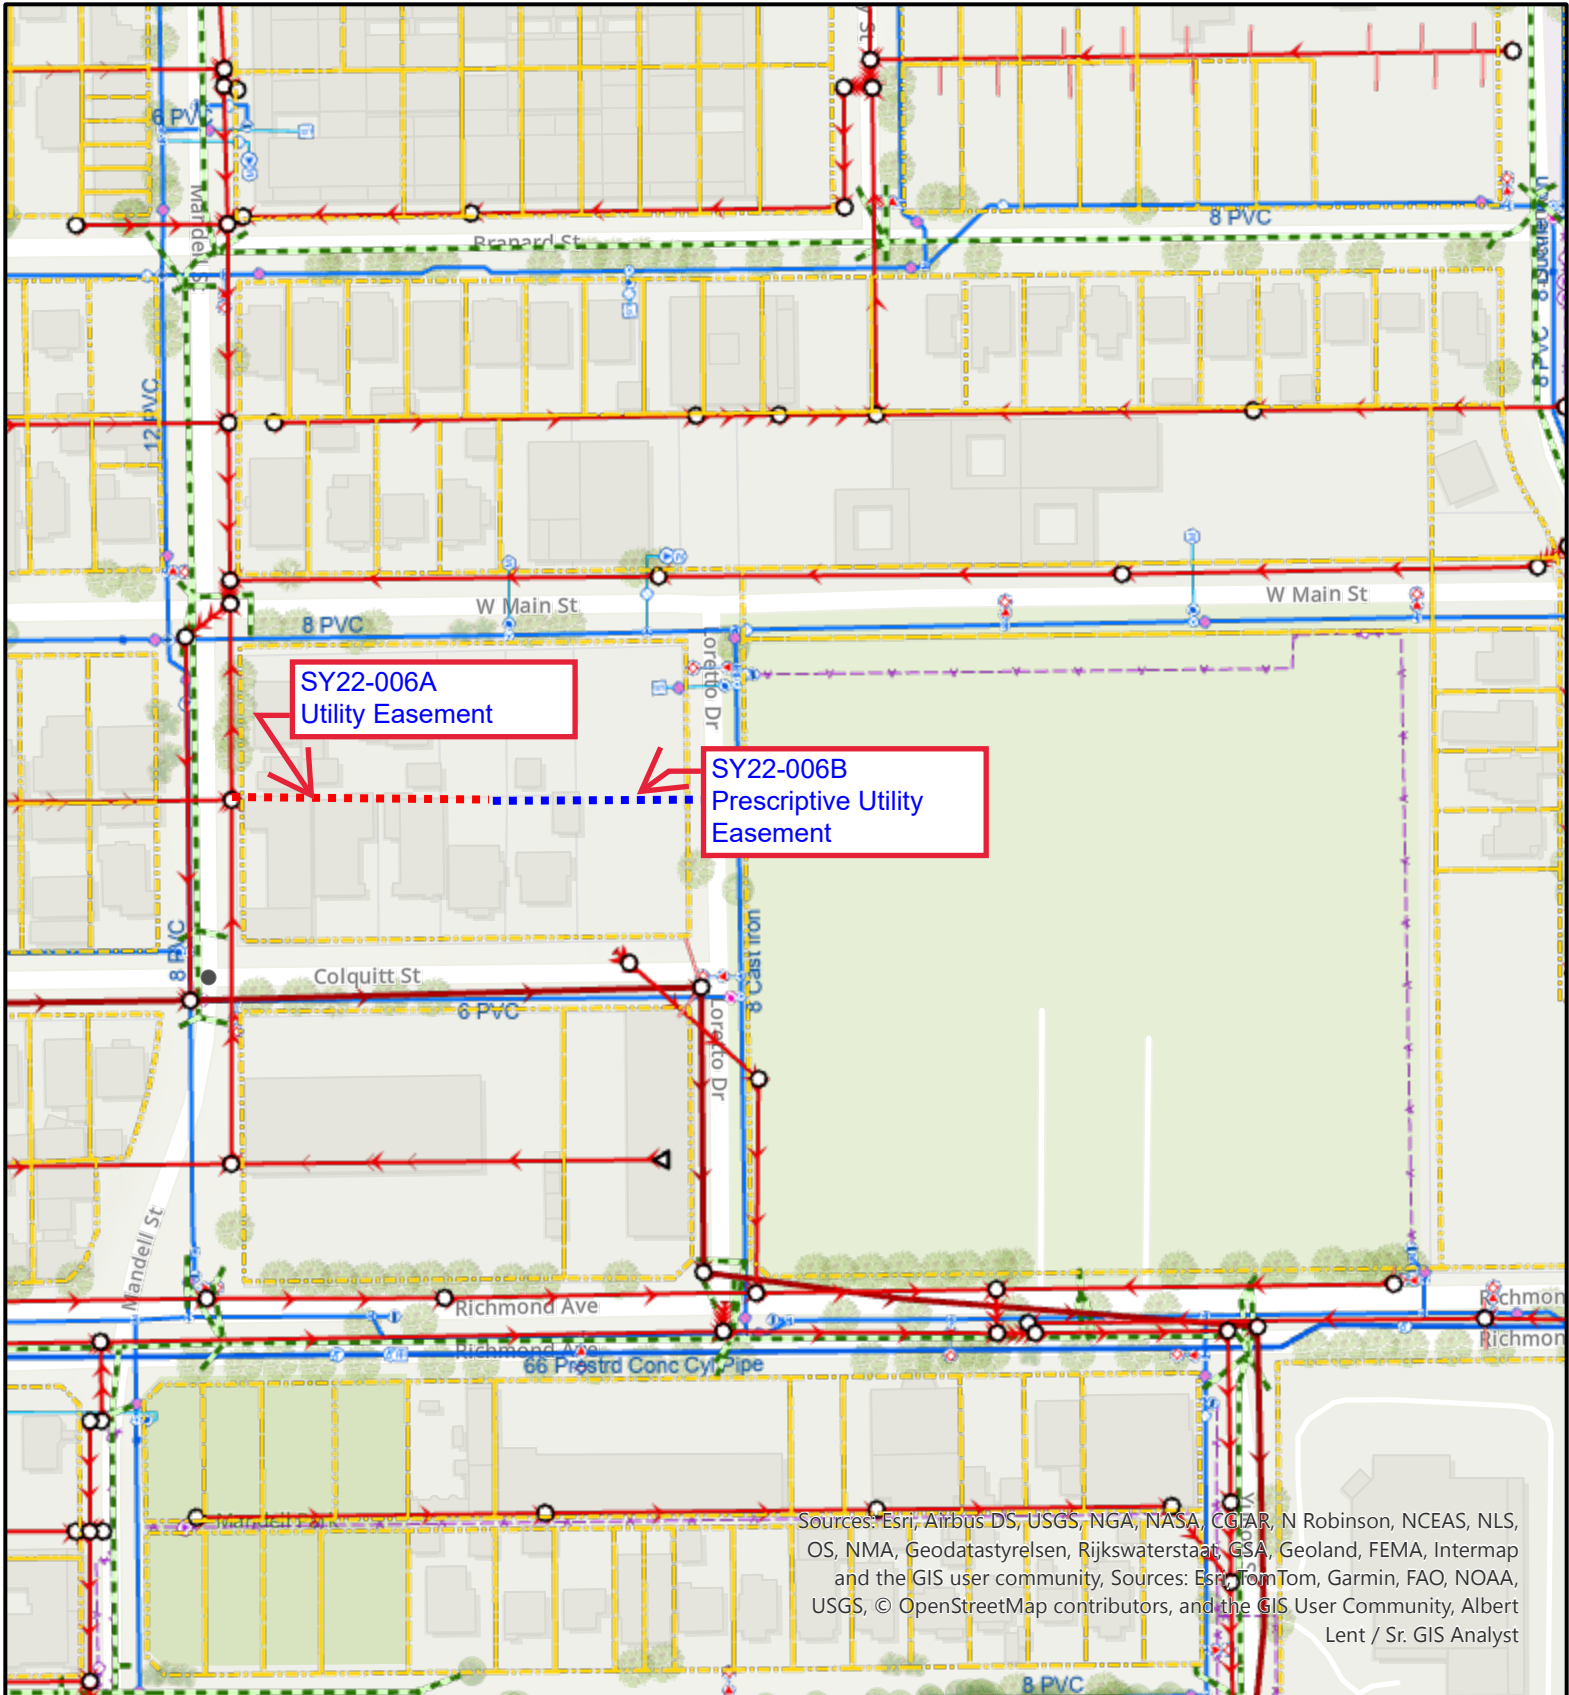 6 PVC
Mandell St
8 PVC
Branard St
12 PVC
8 PVC
W Main St
W Main St
8 PVC
Loretto Dr
SY22-006A
Utility Easement
SY22-006B
Prescriptive Utility
Easement
8 PVC
8 Cast Iron
Colquitt St
6 PVC
Loretto Dr
Mandell St
Richmond Ave
Richmon
Richmon
Richmond Ave
66 Prestrd Conc Cyl Pipe
Sources: Esri, Airbus DS, USGS, NGA, NASA, CGIAR, N Robinson, NCEAS, NLS,
OS, NMA, Geodatastyrelsen, Rijkswaterstaat, GSA, Geoland, FEMA, Intermap
and the GIS user community, Sources: Esri, TomTom, Garmin, FAO, NOAA,
USGS, © OpenStreetMap contributors, and the GIS User Community, Albert
Lent / Sr. GIS Analyst
8 PVC